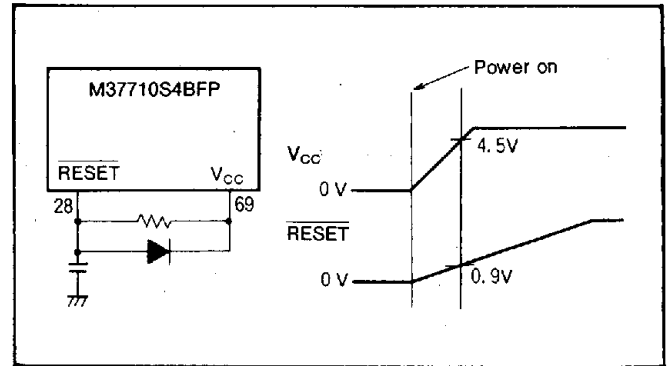 Power on
M37710S4BFP
VCC
4.5V
0 V
RESET
VCC
28
69
RESET
0 V
0.9V